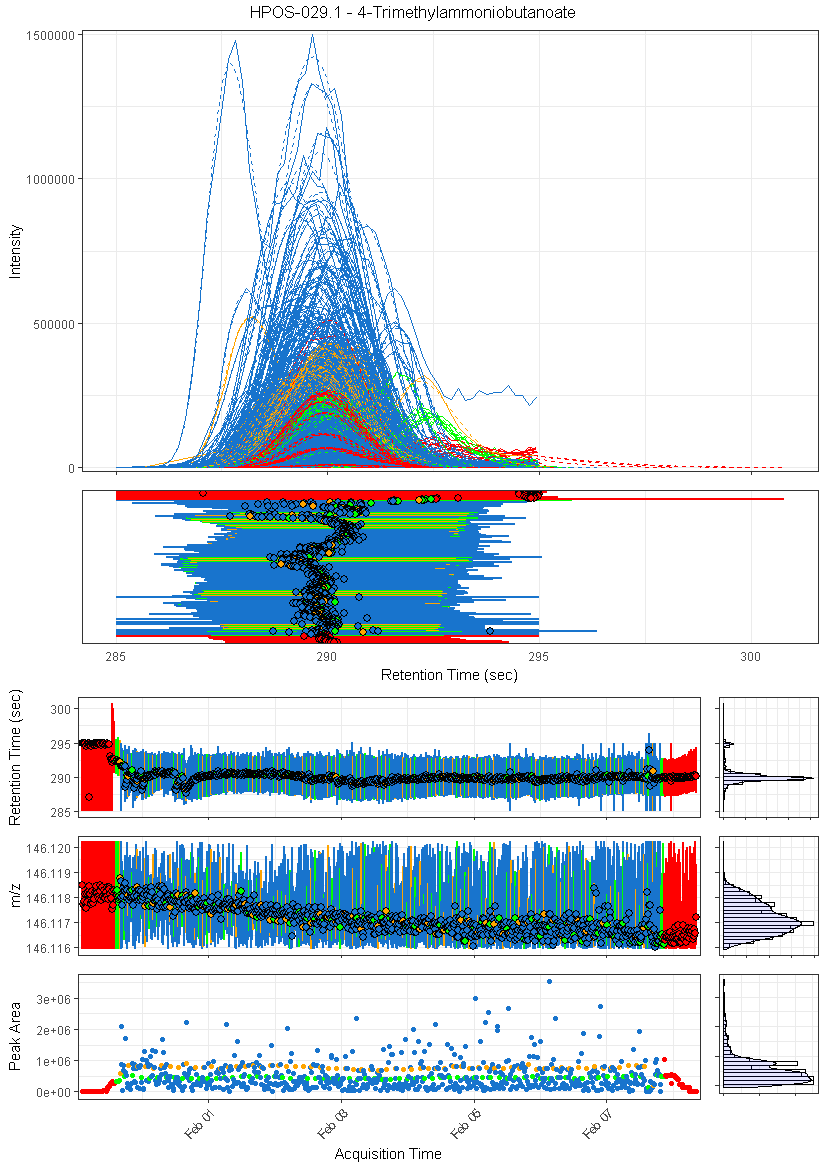 HPOS-029.1 - 4-Trimethylammoniobutanoate
1500000
1000000
500000
0
Intensity
285
290
295
300
Retention Time (sec)
300
295
290
285
Retention Time (sec)
146.120
146.119
146.118
146.117
146.116
m/z
3e+06
2e+06
1e+06
0e+00
Peak Area
Feb 01
Feb 03
Feb 05
Feb 07
Acquisition Time